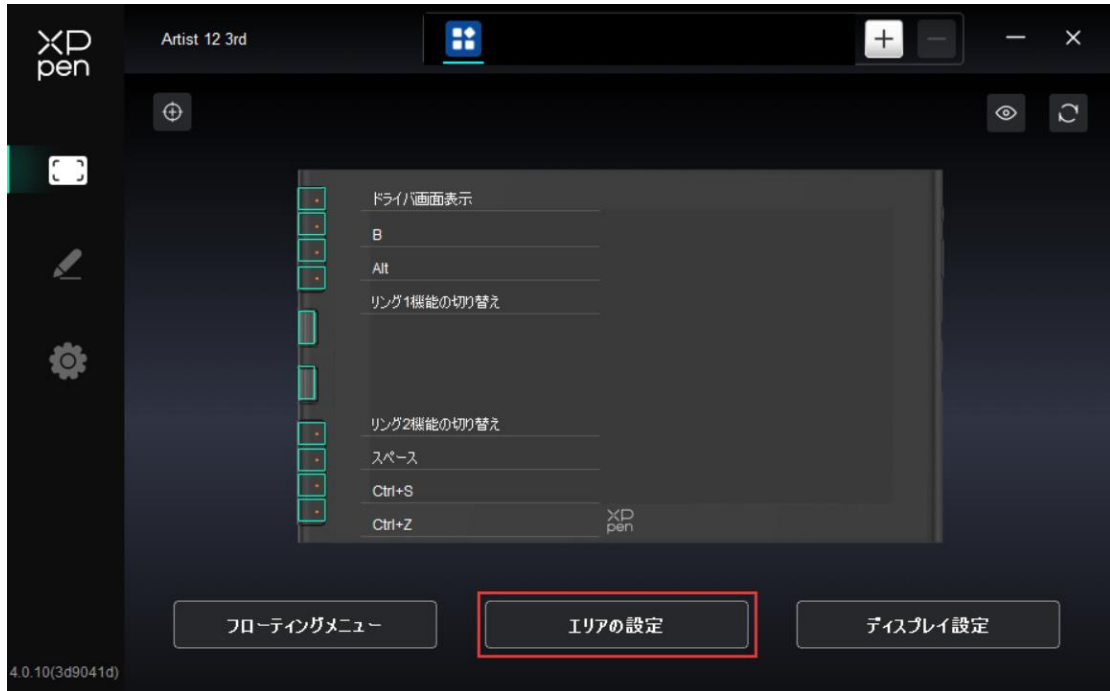 XP
pen
Artist 12 3rd
ドライバ画面表示
B
Alt
リング1機能の切り替え
リング2機能の切り替え
スペース
Ctrl+S
Ctrl+Z
XP
pen
フローティングメニュー
エリアの設定
ディスプレイ設定
4.0.10(3d9041d)